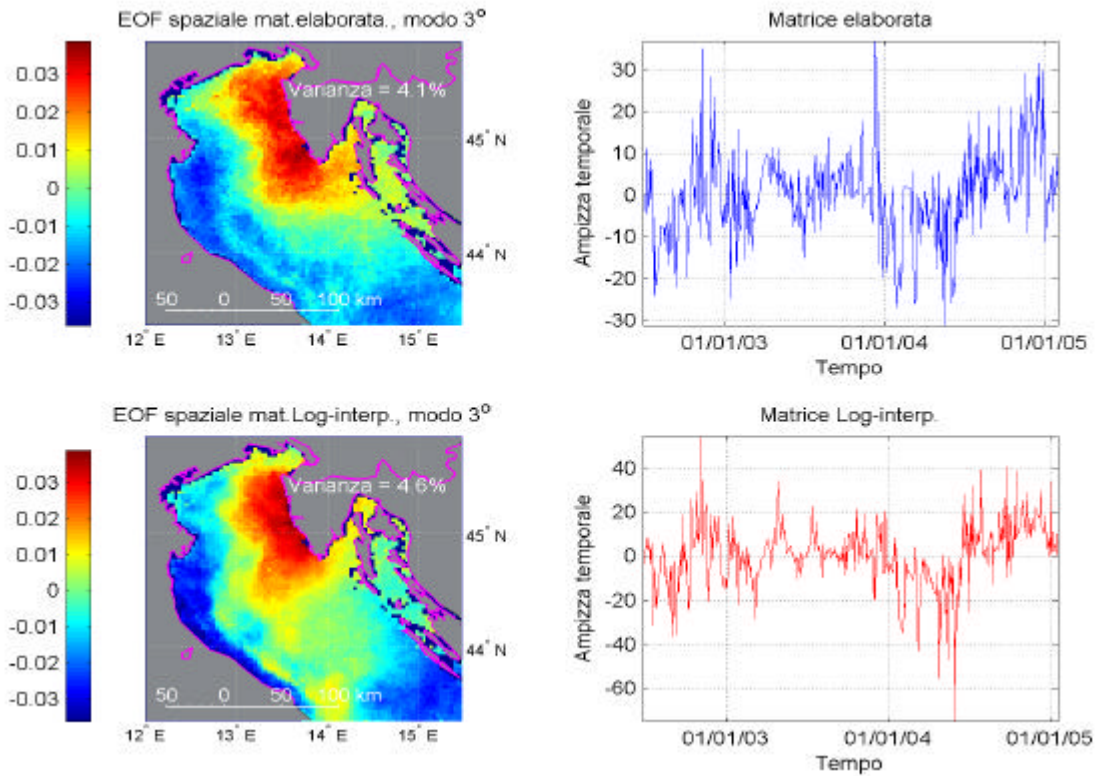 EOF spaziale mat.elaborata., modo 3°
Varianza = 4.1%
0.03
0.02
0.01
0
-0.01
-0.02
-0.03
45° N
44° N
50 0 50 100 km
12° E 13° E 14° E 15° E
Matrice elaborata
Ampizza temporale
30
20
10
0
-10
-20
-30
01/01/03 01/01/04 01/01/05
Tempo
EOF spaziale mat.Log-interp., modo 3°
Varianza = 4.6%
0.03
0.02
0.01
0
-0.01
-0.02
-0.03
45° N
44° N
50 0 50 100 km
12° E 13° E 14° E 15° E
Matrice Log-interp.
Ampizza temporale
40
20
0
-20
-40
-60
01/01/03 01/01/04 01/01/05
Tempo